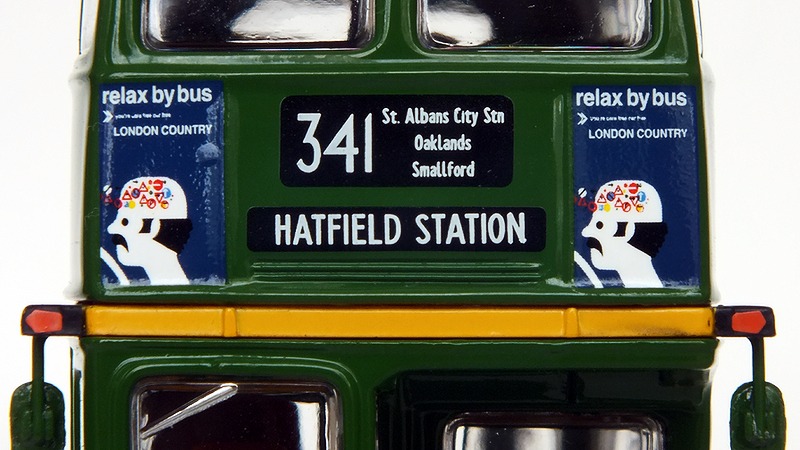 relax by bus
LONDON COUNTRY
341
St. Albans City Stn
Oaklands
Smallford
HATFIELD STATION
relax by bus
LONDON COUNTRY